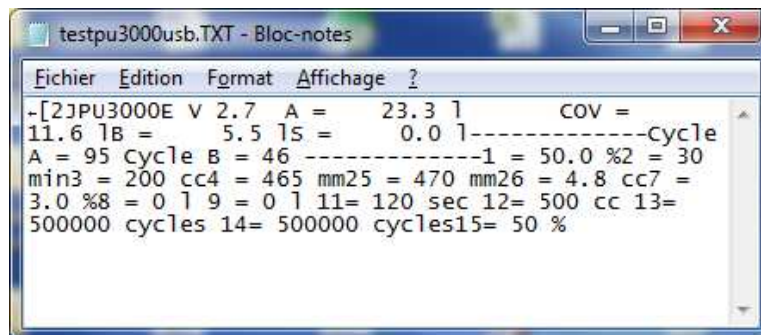 testpu3000usb.TXT - Bloc-notes
Fichier Edition Format Affichage ?
←[2JPU3000E V 2.7 A = 23.3 l COV =
11.6 lB = 5.5 lS = 0.0 l-------------Cycle
A = 95 Cycle B = 46 -------------1 = 50.0 %2 = 30
min3 = 200 cc4 = 465 mm25 = 470 mm26 = 4.8 cc7 =
3.0 %8 = 0 l 9 = 0 l 11= 120 sec 12= 500 cc 13=
500000 cycles 14= 500000 cycles15= 50 %